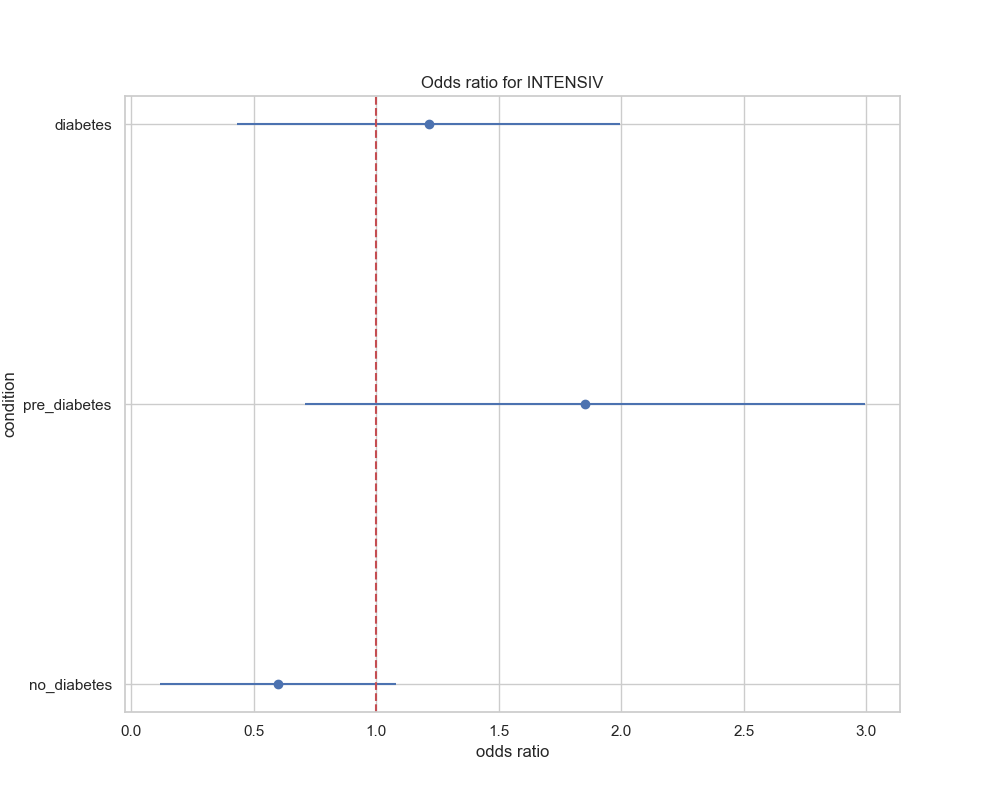 Odds ratio for INTENSIV
diabetes
pre_diabetes
no_diabetes
condition
0.0 0.5 1.0 1.5 2.0 2.5 3.0
odds ratio